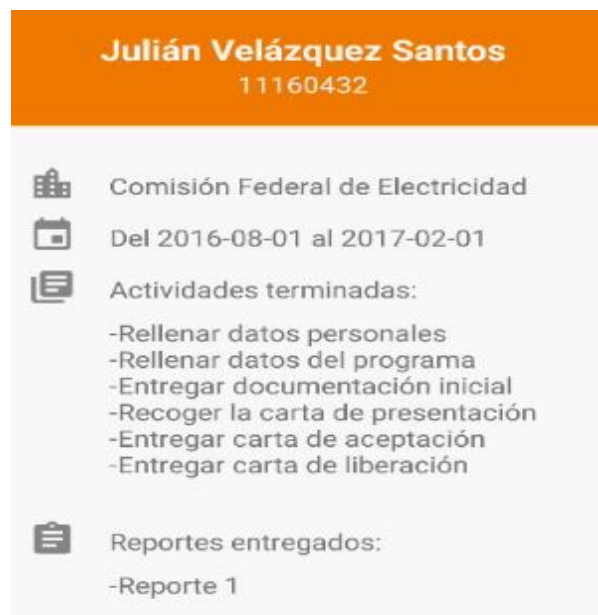 Julián Velázquez Santos
11160432
Comisión Federal de Electricidad
Del 2016-08-01 al 2017-02-01
Actividades terminadas:
-Rellenar datos personales
-Rellenar datos del programa
-Entregar documentación inicial
-Recoger la carta de presentación
-Entregar carta de aceptación
-Entregar carta de liberación
Reportes entregados:
-Reporte 1